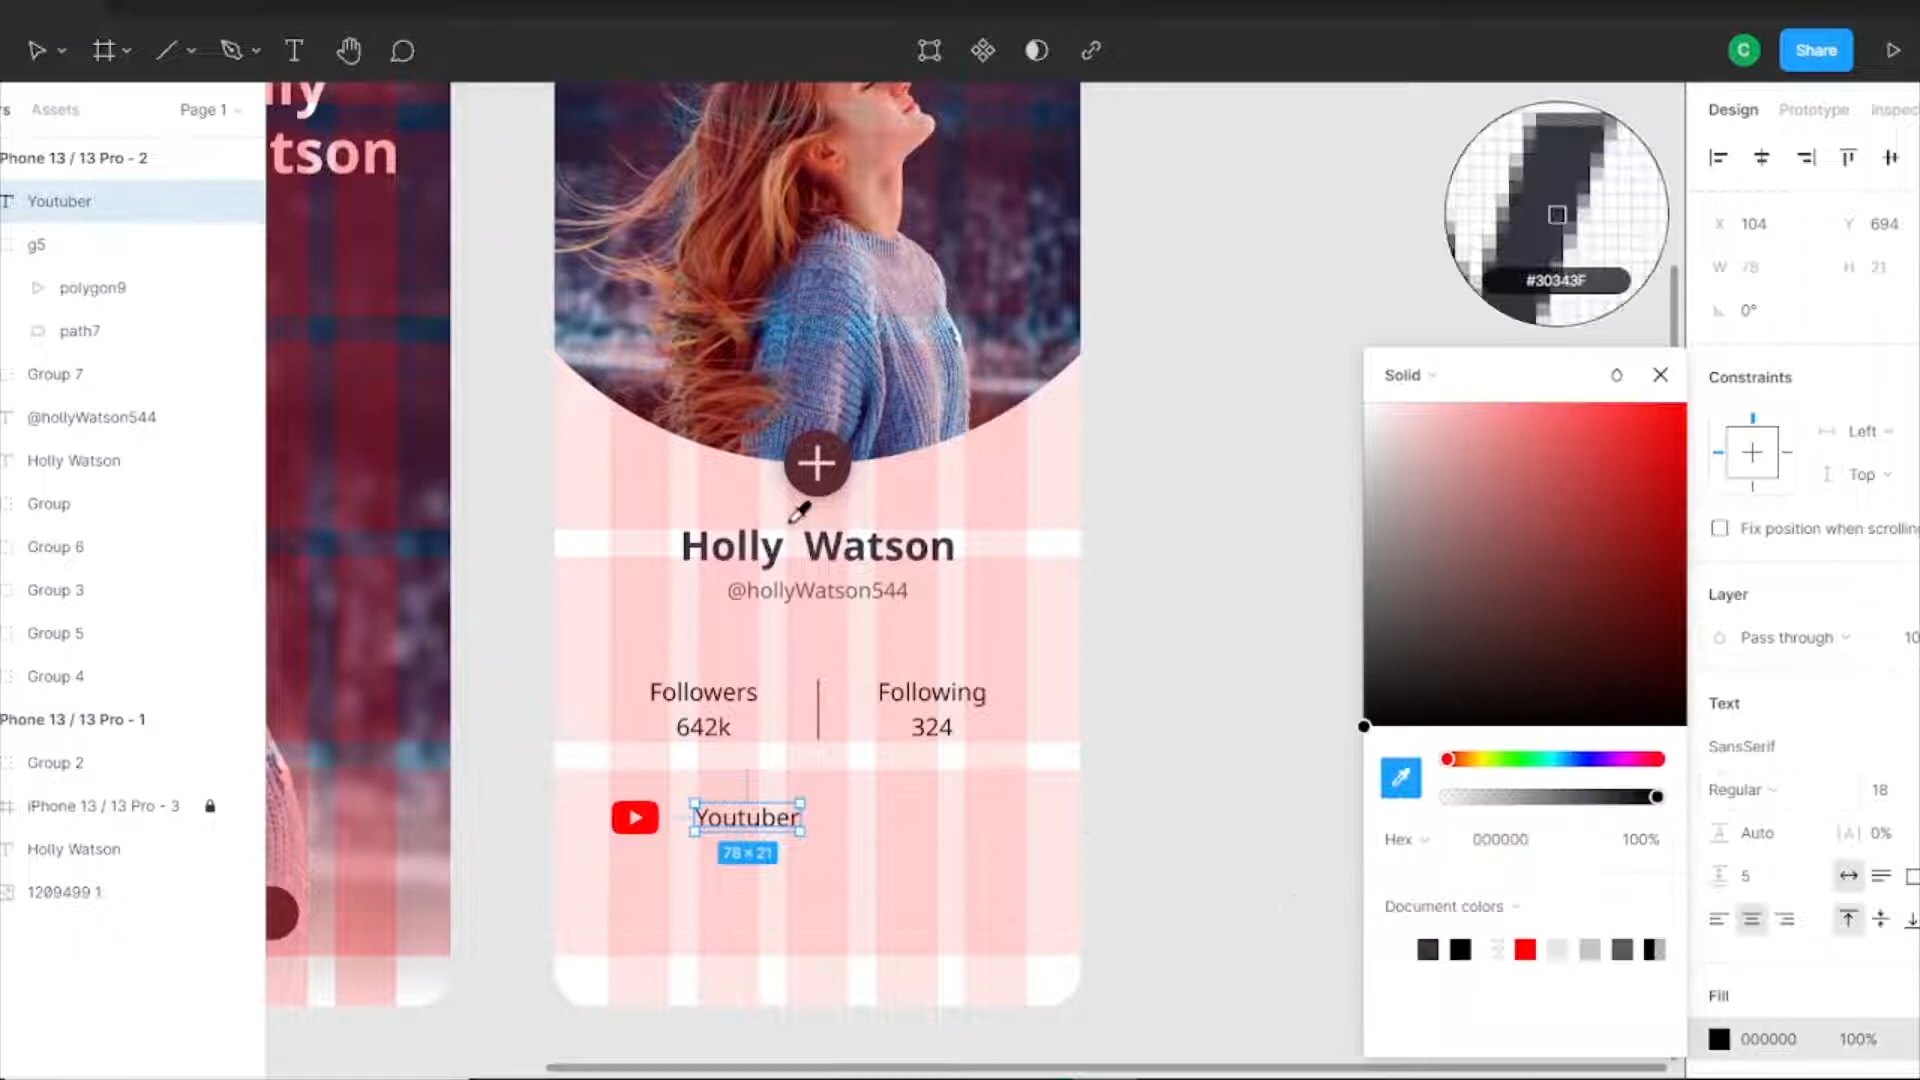 C
Share
s
Assets
Page 1
Phone 13 / 13 Pro - 2
Youtuber
g5
polygon9
path7
Group 7
@hollyWatson544
Holly Watson
Group
Group 6
Group 3
Group 5
Group 4
Phone 13 / 13 Pro - 1
Group 2
iPhone 13 / 13 Pro - 3
Holly Watson
1209499 1
lly
tson
Holly Watson
@hollyWatson544
Followers
642k
Following
324
Youtuber
78 × 21
#30343F
Solid
Hex
000000
100%
Document colors
Design
Prototype
Inspec
X 104
Y 694
W 78
H 21
0°
Constraints
Left
Top
Fix position when scrolling
Layer
Pass through
10
Text
SansSerif
Regular
18
Auto
|A| 0%
5
Fill
000000
100%